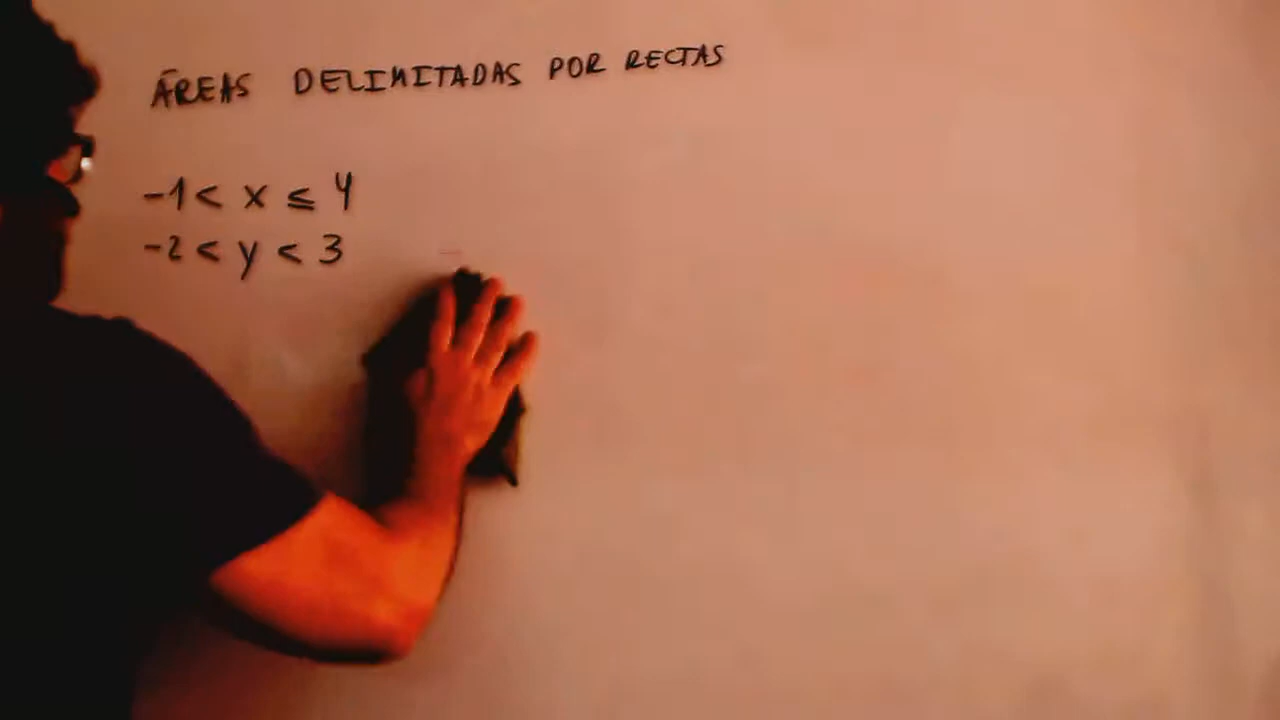 ÁREAS DELIMITADAS POR RECTAS
-1 < x ≤ 4
-2 < y < 3